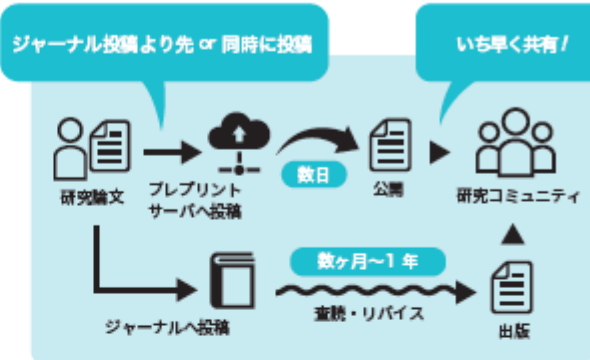 ジャーナル投稿より先 or 同時に投稿
いち早く共有！
研究論文
プレプリント
サーバへ投稿
数日
公開
研究コミュニティ
ジャーナルへ投稿
数ヶ月～1 年
査読・リバイス
出版